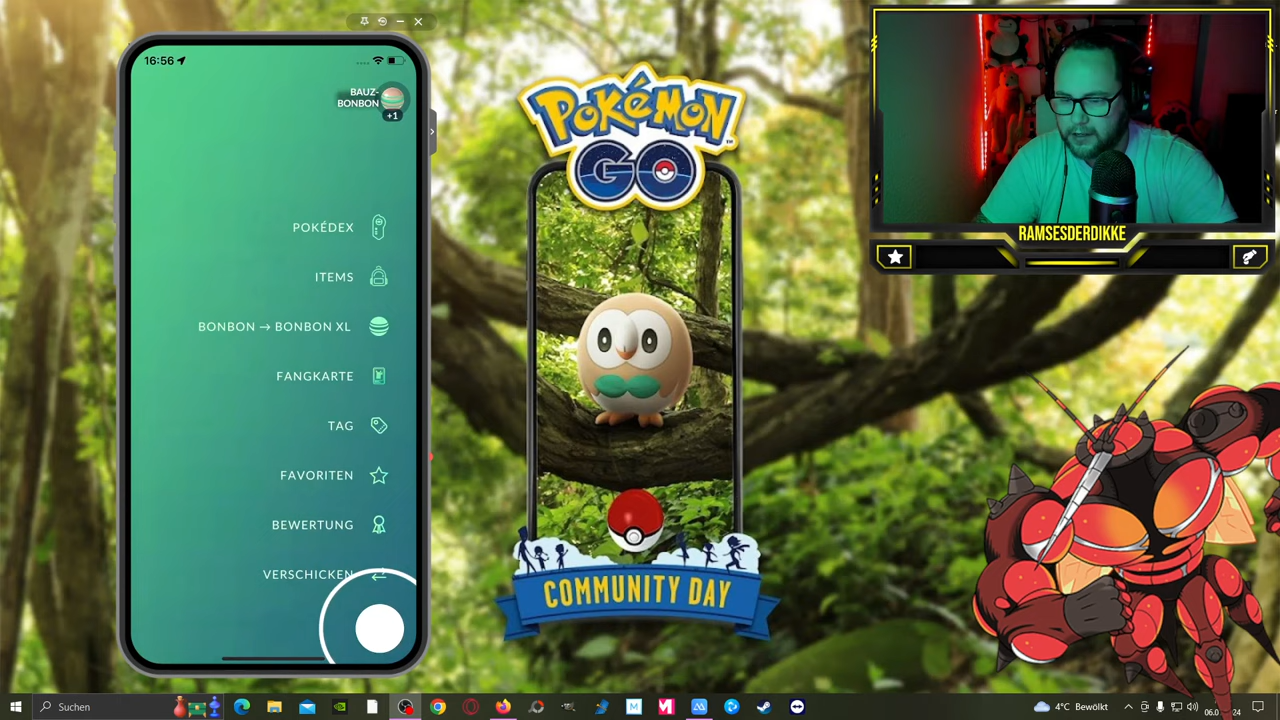 16:56
BAUZ-
BONBON
+1
POKÉDEX
ITEMS
BONBON → BONBON XL
FANGKARTE
TAG
FAVORITEN
BEWERTUNG
VERSCHICKEN
POKÉMON
GO
COMMUNITY DAY
RAMSESDERDIKKE
Suchen
4°C Bewölkt